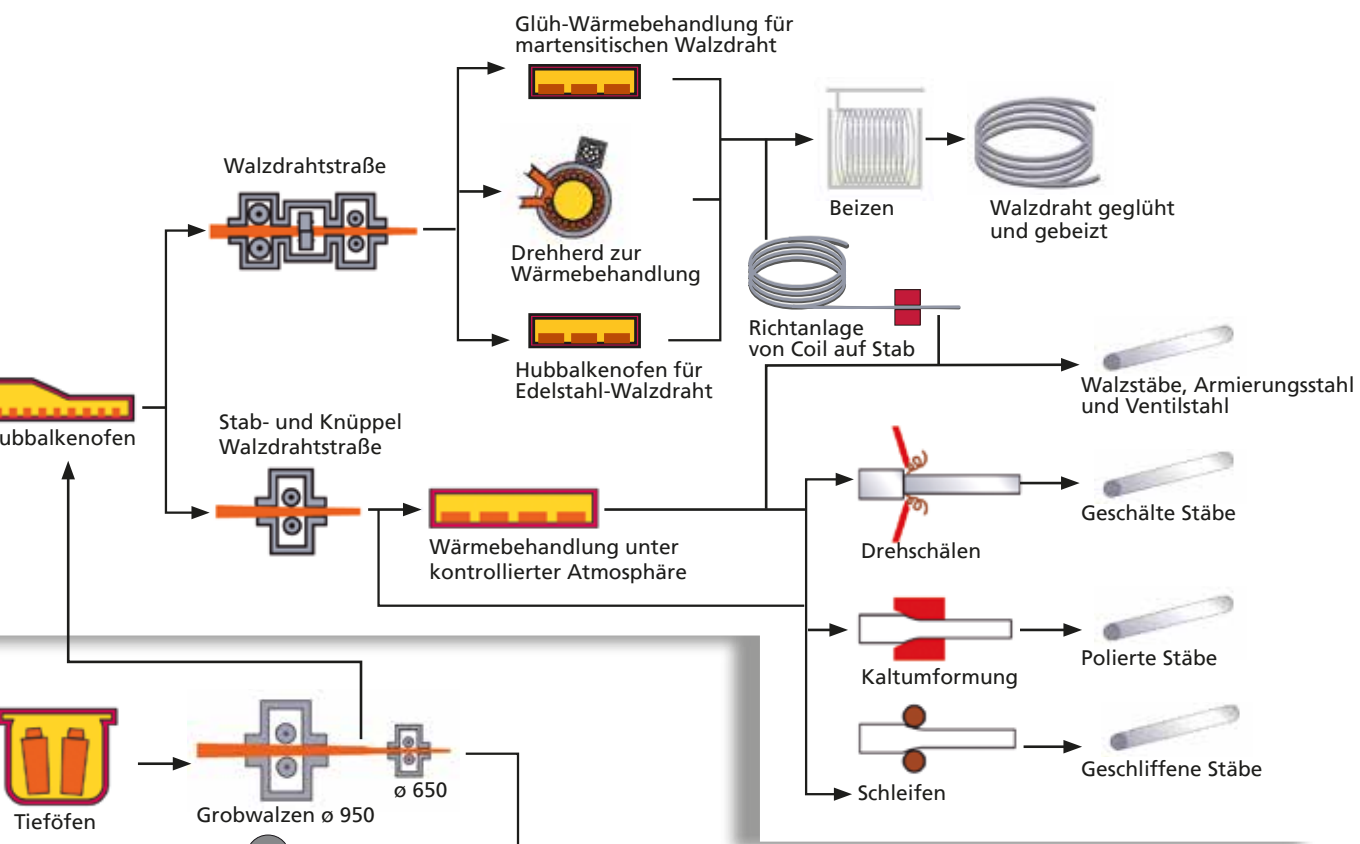 Glüh-Wärmebehandlung für
martensitischen Walzdraht
Walzdrahtstraße
Beizen
Walzdraht geglüht
und gebeizt
Drehherd zur
Wärmebehandlung
Richtanlage
von Coil auf Stab
Hubbalkenofen für
Edelstahl-Walzdraht
Walzstäbe, Armierungsstahl
und Ventilstahl
ubbalkenofen
Stab- und Knüppel
Walzdrahtstraße
Geschälte Stäbe
Wärmebehandlung unter
kontrollierter Atmosphäre
Drehschälen
Polierte Stäbe
Kaltumformung
Geschliffene Stäbe
Schleifen
Tieföfen
Grobwalzen ø 950
ø 650